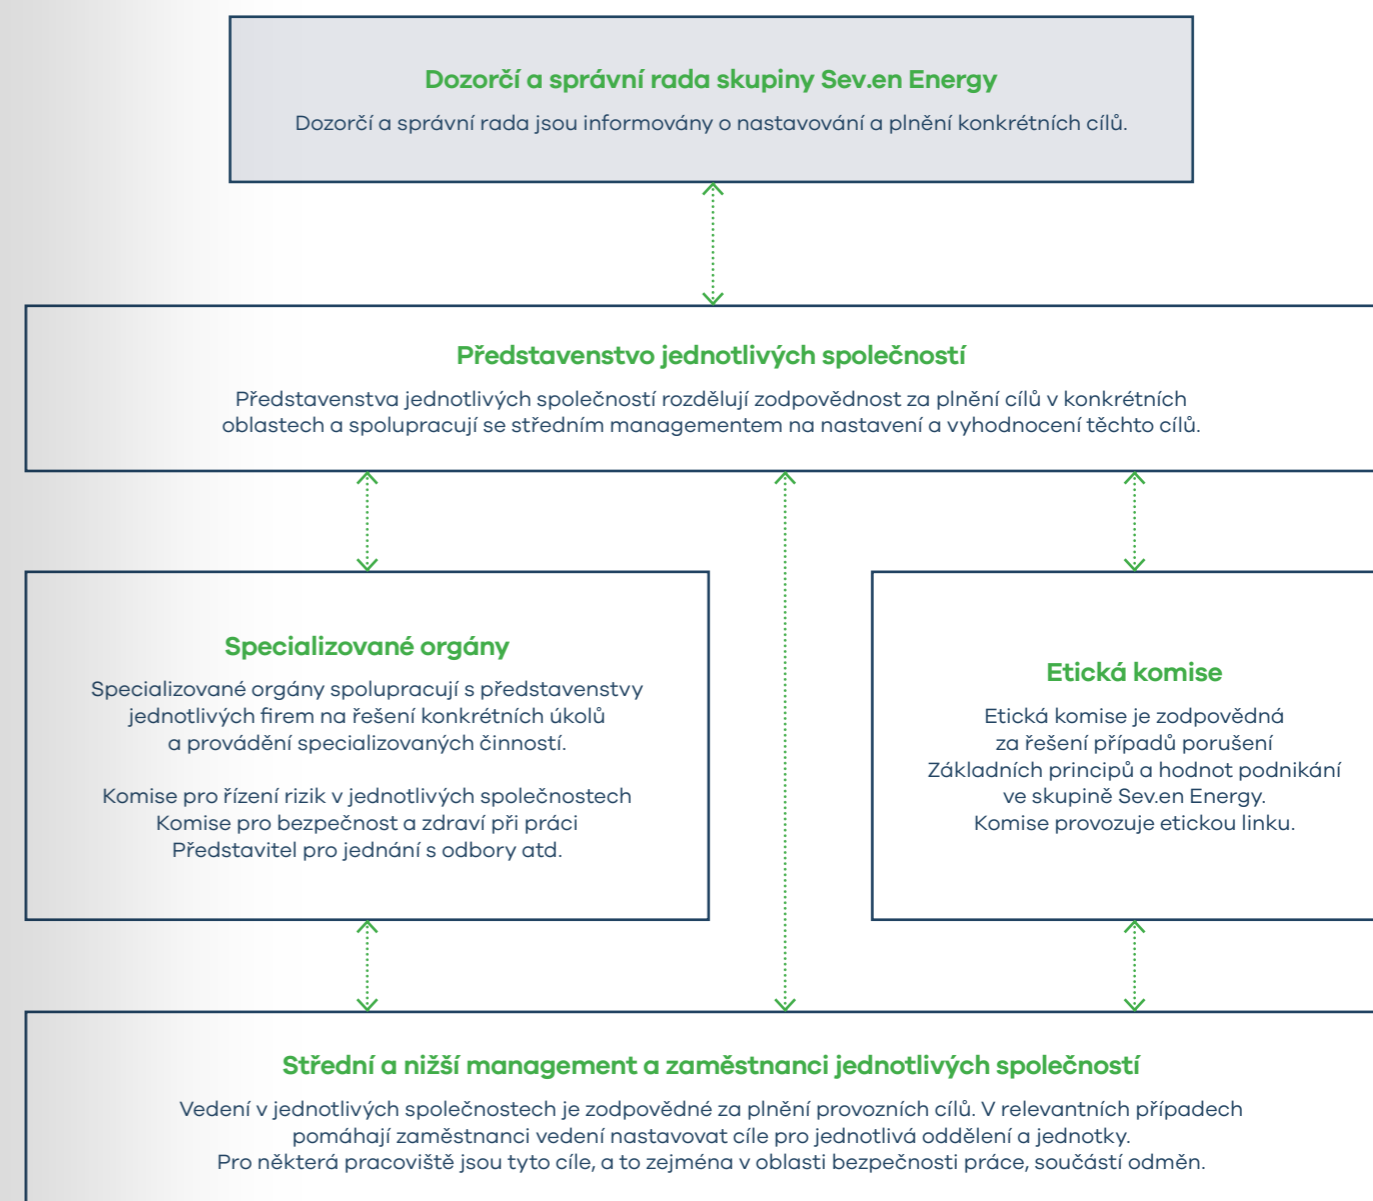 Dozorčí a správní rada skupiny Sev.en Energy
Dozorčí a správní rada jsou informovány o nastavování a plnění konkrétních cílů.
Představenstvo jednotlivých společností
Představenstva jednotlivých společností rozdělují zodpovědnost za plnění cílů v konkrétních
oblastech a spolupracují se středním managementem na nastavení a vyhodnocení těchto cílů.
Specializované orgány
Specializované orgány spolupracují s představenstvy
jednotlivých firem na řešení konkrétních úkolů
a provádění specializovaných činností.
Komise pro řízení rizik v jednotlivých společnostech
Komise pro bezpečnost a zdraví při práci
Představitel pro jednání s odbory atd.
Etická komise
Etická komise je zodpovědná
za řešení případů porušení
Základních principů a hodnot podnikání
ve skupině Sev.en Energy.
Komise provozuje etickou linku.
Střední a nižší management a zaměstnanci jednotlivých společností
Vedení v jednotlivých společnostech je zodpovědné za plnění provozních cílů. V relevantních případech
pomáhají zaměstnanci vedení nastavovat cíle pro jednotlivá oddělení a jednotky.
Pro některá pracoviště jsou tyto cíle, a to zejména v oblasti bezpečnosti práce, součástí odměn.